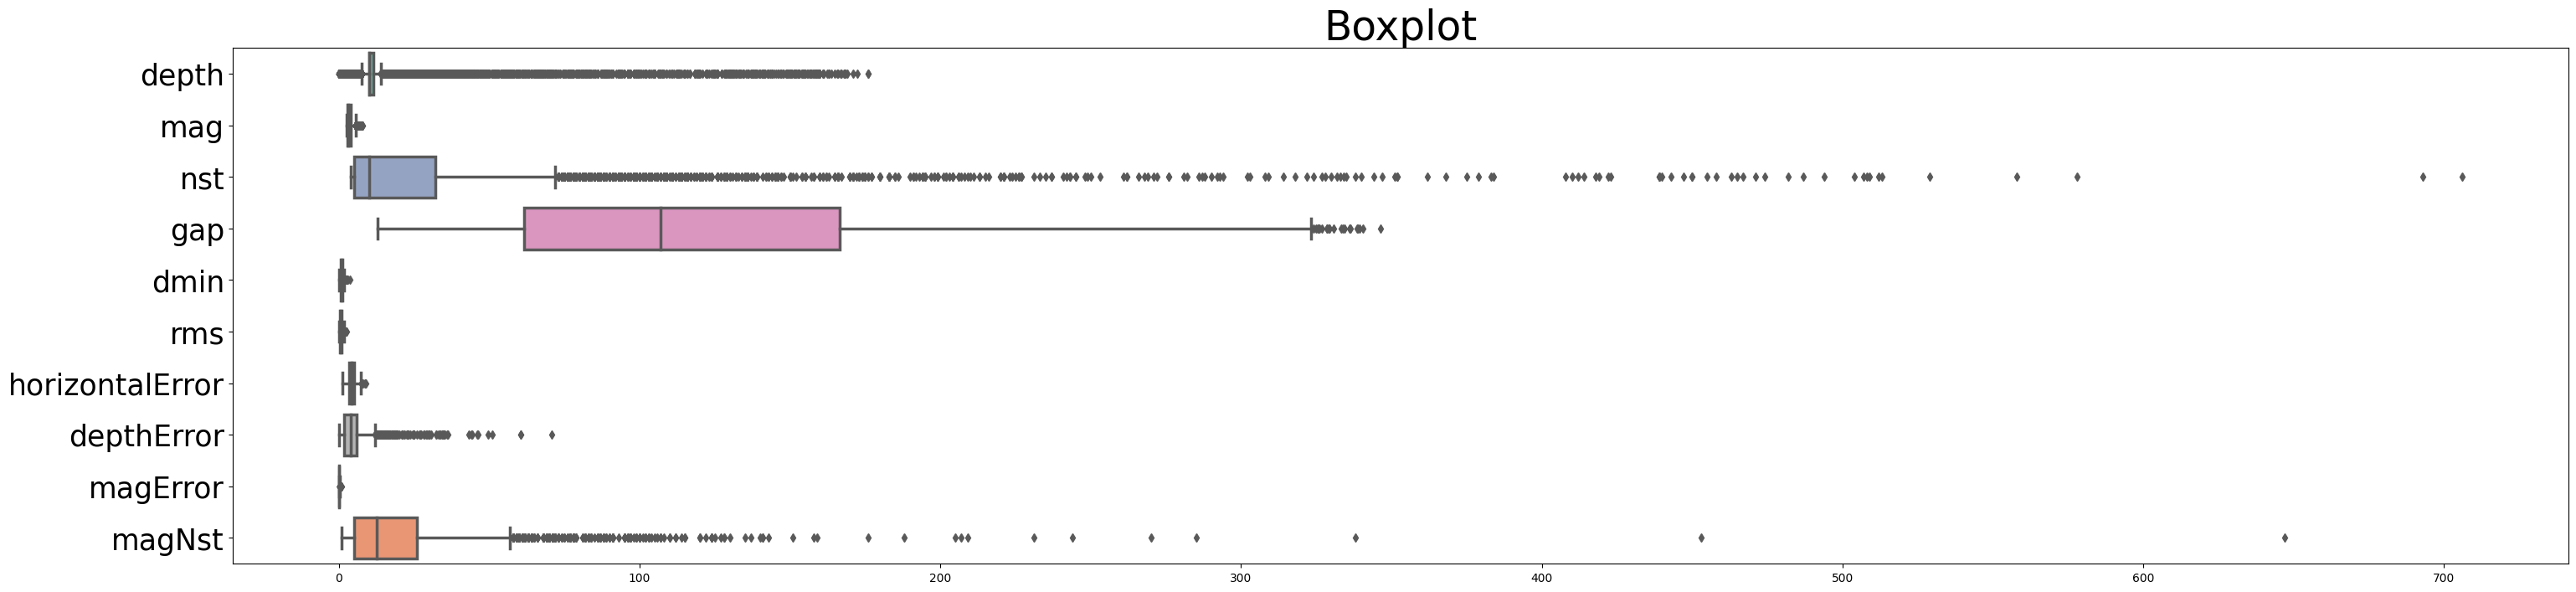 Boxplot
depth
mag
nst
gap
dmin
rms
horizontalError
depthError
magError
magNst
0 100 200 300 400 500 600 700